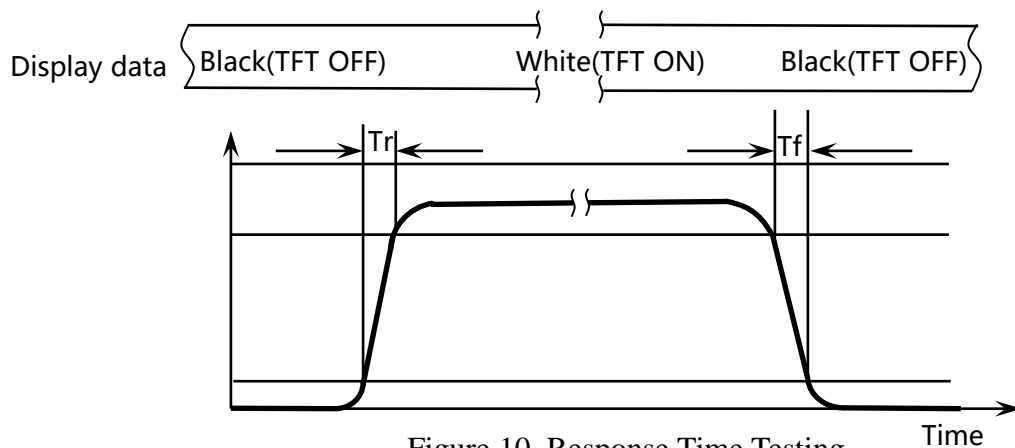 Display data Black(TFT OFF) White(TFT ON) Black(TFT OFF)
Tr Tf
Time
Figure 10. Response Time Testing